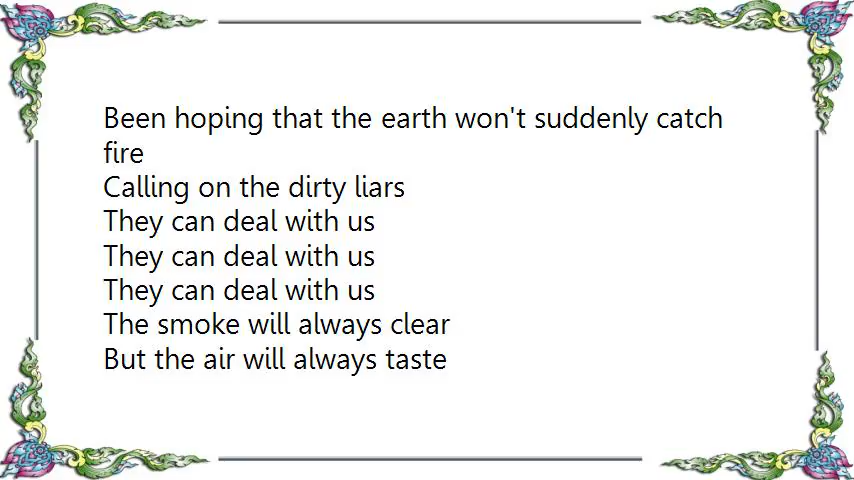 Been hoping that the earth won't suddenly catch
fire
Calling on the dirty liars
They can deal with us
They can deal with us
They can deal with us
The smoke will always clear
But the air will always taste